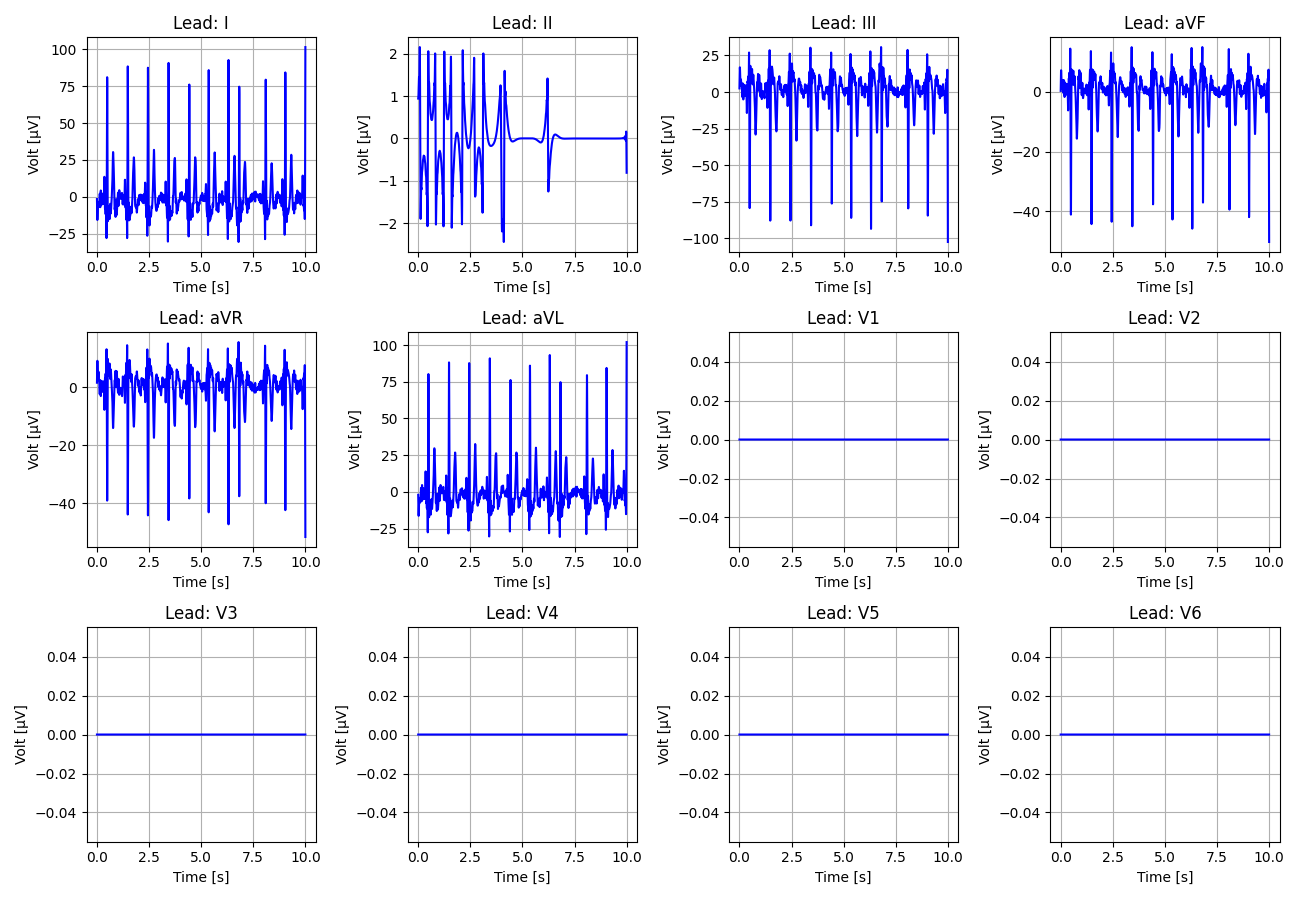 Lead: I
Lead: II
Lead: III
Lead: aVF
100
75
50
25
0
−25
Volt [µV]
0.0 2.5 5.0 7.5 10.0
Time [s]
2
1
0
−1
−2
Volt [µV]
0.0 2.5 5.0 7.5 10.0
Time [s]
25
0
−25
−50
−75
−100
Volt [µV]
0.0 2.5 5.0 7.5 10.0
Time [s]
0
−20
−40
Volt [µV]
0.0 2.5 5.0 7.5 10.0
Time [s]
Lead: aVR
Lead: aVL
Lead: V1
Lead: V2
0
−20
−40
Volt [µV]
0.0 2.5 5.0 7.5 10.0
Time [s]
100
75
50
25
0
−25
Volt [µV]
0.0 2.5 5.0 7.5 10.0
Time [s]
0.04
0.02
0.00
−0.02
−0.04
Volt [µV]
0.0 2.5 5.0 7.5 10.0
Time [s]
0.04
0.02
0.00
−0.02
−0.04
Volt [µV]
0.0 2.5 5.0 7.5 10.0
Time [s]
Lead: V3
Lead: V4
Lead: V5
Lead: V6
0.04
0.02
0.00
−0.02
−0.04
Volt [µV]
0.0 2.5 5.0 7.5 10.0
Time [s]
0.04
0.02
0.00
−0.02
−0.04
Volt [µV]
0.0 2.5 5.0 7.5 10.0
Time [s]
0.04
0.02
0.00
−0.02
−0.04
Volt [µV]
0.0 2.5 5.0 7.5 10.0
Time [s]
0.04
0.02
0.00
−0.02
−0.04
Volt [µV]
0.0 2.5 5.0 7.5 10.0
Time [s]